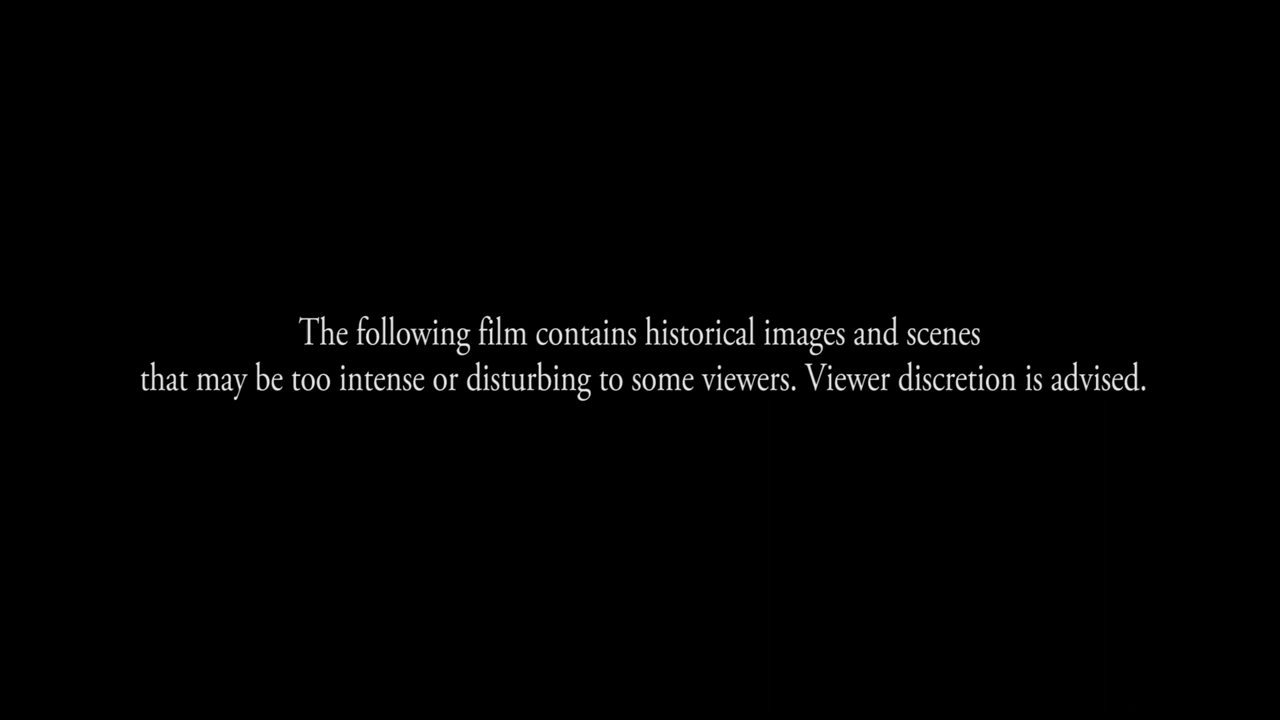 The following film contains historical images and scenes
that may be too intense or disturbing to some viewers. Viewer discretion is advised.